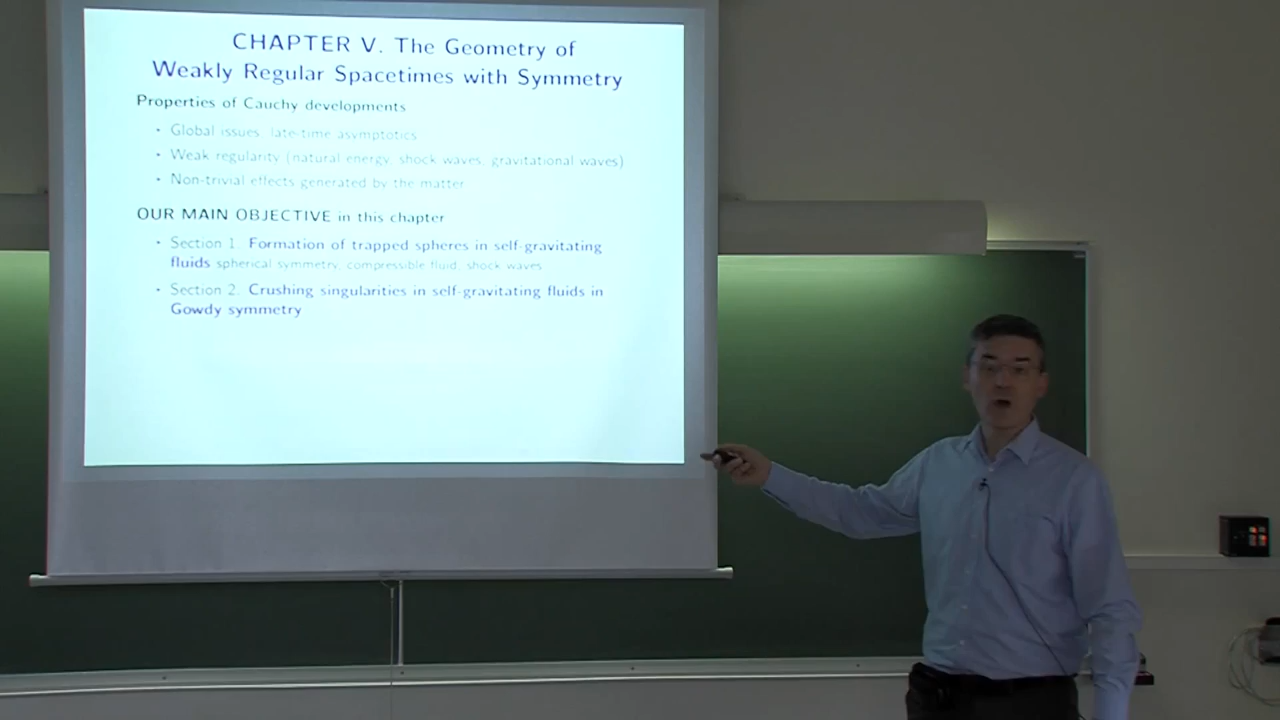 CHAPTER V. The Geometry of
Weakly Regular Spacetimes with Symmetry
Properties of Cauchy developments
• Global issues, late-time asymptotics
• Weak regularity (natural energy, shock waves, gravitational waves)
• Non-trivial effects generated by the matter
OUR MAIN OBJECTIVE in this chapter
• Section 1. Formation of trapped spheres in self-gravitating
fluids spherical symmetry, compressible fluid, shock waves
• Section 2. Crushing singularities in self-gravitating fluids in
Gowdy symmetry